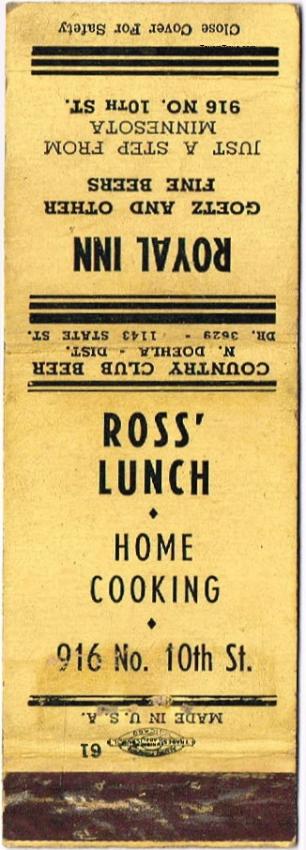 ROYAL INN
GOETZ AND OTHER
FINE BEERS
JUST A STEP FROM
MINNESOTA
916 NO. 10TH ST.
Close Cover For Safety
COUNTRY CLUB BEER
N. DOEHLA - DIST.
DR. 3629 - 1143 STATE ST.
ROSS'
LUNCH
HOME
COOKING
916 No. 10th St.
MADE IN U. S. A.
61